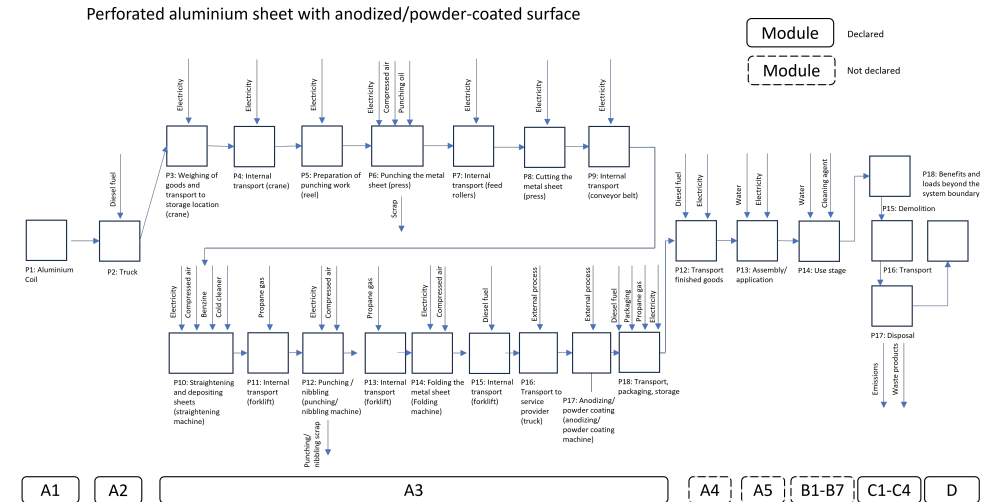 Perforated aluminium sheet with anodized/powder-coated surface
Module
Declared
Module
Not declared
Electricity
Electricity
Electricity
Electricity
Compressed air
Punching oil
Electricity
Electricity
Electricity
P3: Weighing of
goods and
transport to
storage location
(crane)
P4: Internal
transport (crane)
P5: Preparation of
punching work
(reel)
P6: Punching the metal
sheet (press)
P7: Internal
transport (feed
rollers)
P8: Cutting the
metal sheet
(press)
P9: Internal
transport
(conveyor belt)
Scrap
Diesel fuel
P1: Aluminium
Coil
P2: Truck
Diesel fuel
Electricity
Water
Electricity
Water
Cleaning agent
P12: Transport
finished goods
P13: Assembly/
application
P14: Use stage
P18: Benefits and
loads beyond the
system boundary
P15: Demolition
P16: Transport
P17: Disposal
Emissions
Waste products
Electricity
Compressed air
Benzine
Cold cleaner
Propane gas
Electricity
Compressed air
Propane gas
Electricity
Compressed air
Diesel fuel
External process
External process
Diesel fuel
Packaging
Propane gas
Electricity
P10: Straightening
and depositing
sheets
(straightening
machine)
P11: Internal
transport
(forklift)
P12: Punching /
nibbling
(punching/
nibbling machine)
P13: Internal
transport
(forklift)
P14: Folding the
metal sheet
(Folding
machine)
P15: Internal
transport
(forklift)
P16:
Transport to
service
provider
(truck)
P17: Anodizing/
powder coating
(anodizing/
powder coating
machine)
P18: Transport,
packaging, storage
Punching/
nibbling scrap
A1
A2
A3
A4
A5
B1-B7
C1-C4
D